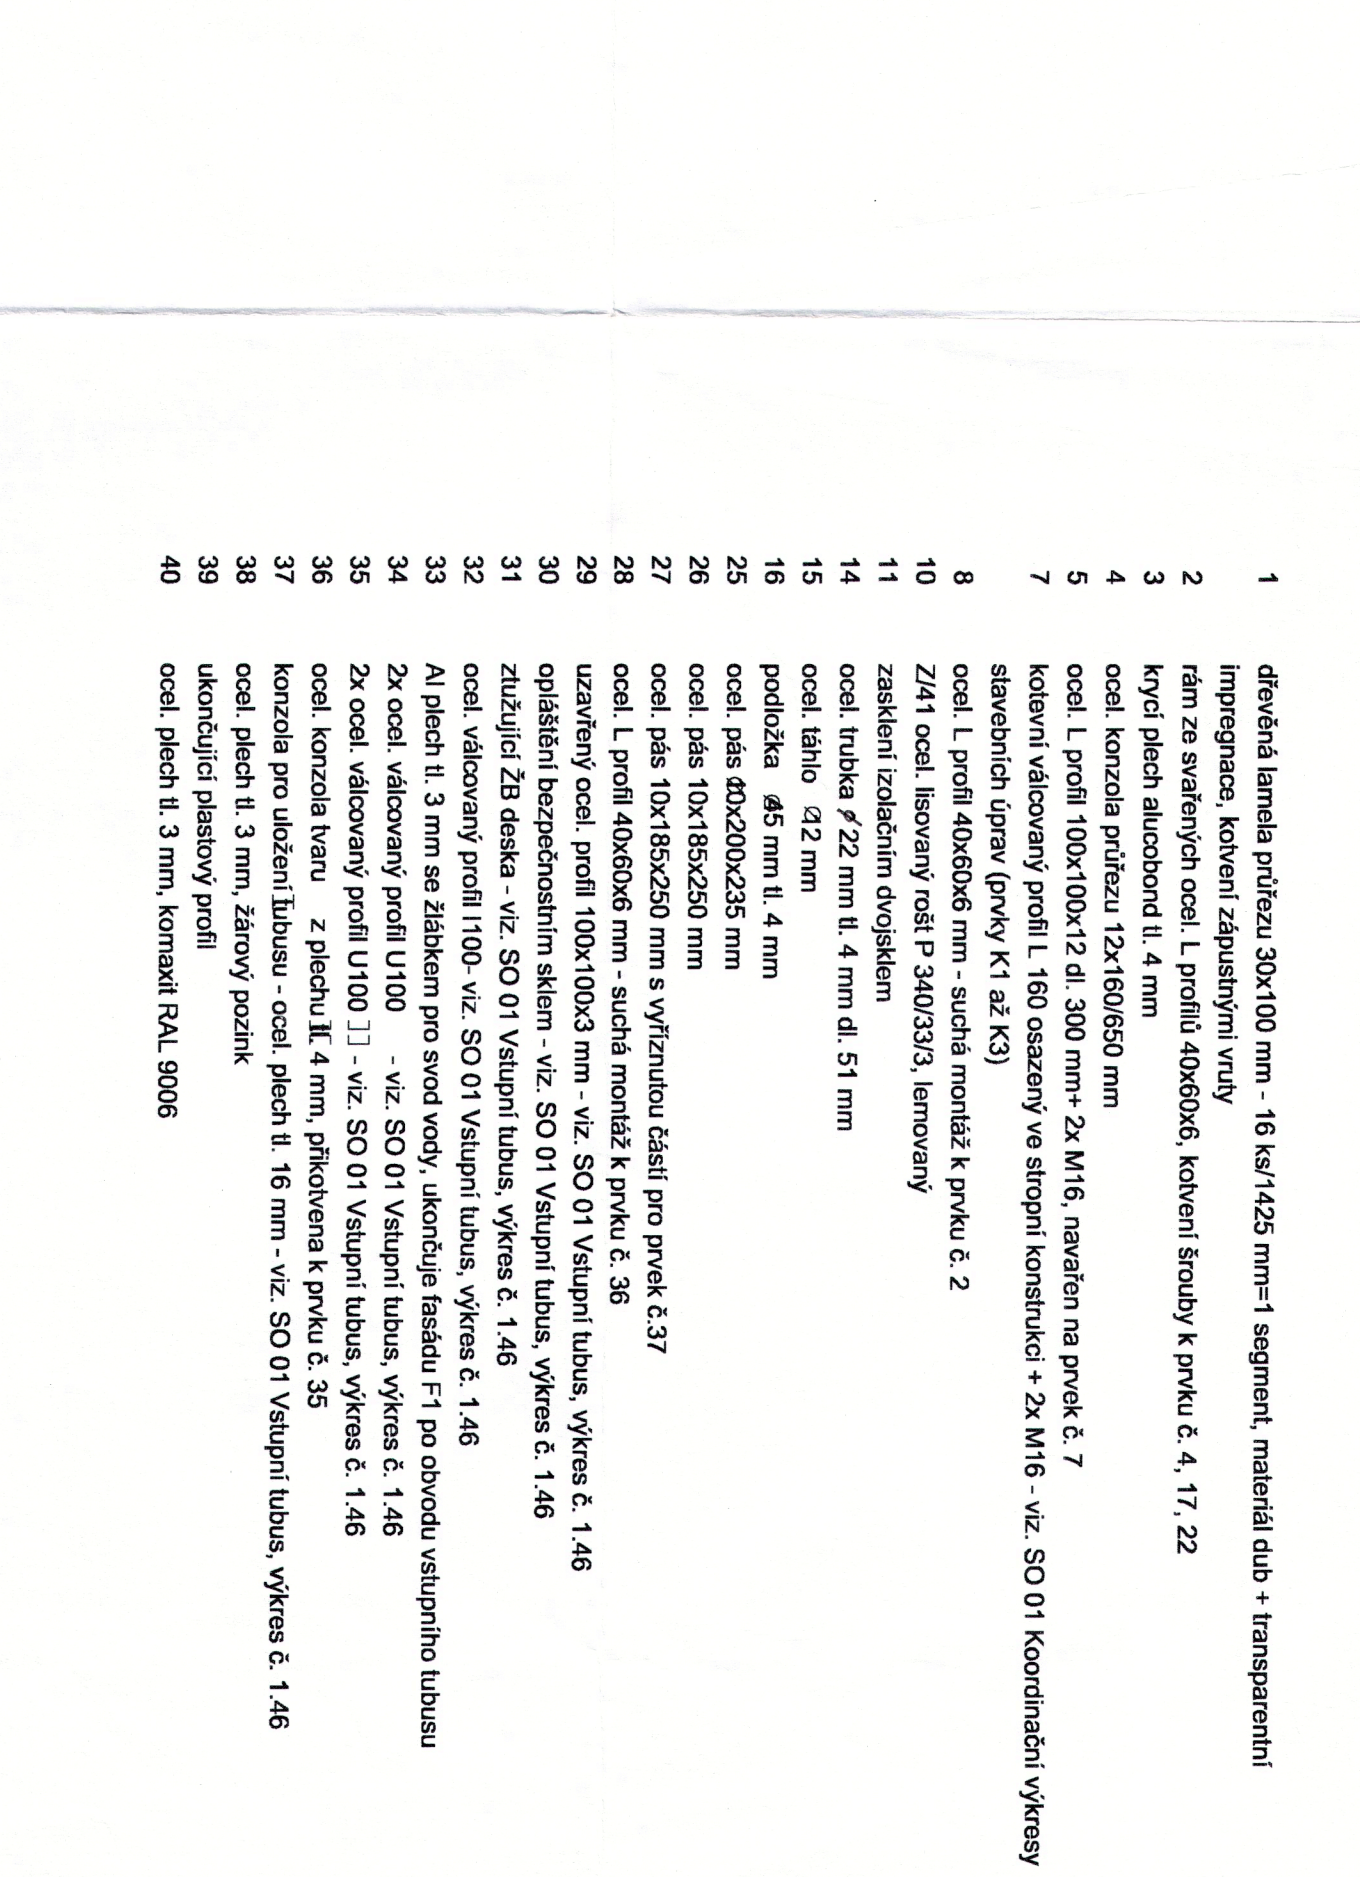 1 dřevěná lamela průřezu 30x100 mm - 16 ks/1425 mm=1 segment, materiál dub + transparentní
impregnace, kotvení zápustnými vruty
2 rám ze svařených ocel. L profilů 40x60x6, kotvení šrouby k prvku č. 4, 17, 22
3 krycí plech alucobond tl. 4 mm
4 ocel. konzola průřezu 12x160/650 mm
5 ocel. L profil 100x100x12 dl. 300 mm+ 2x M16, navařen na prvek č. 7
7 kotevní válcovaný profil L 160 osazený ve stropní konstrukci + 2x M16 - viz. SO 01 Koordinační výkresy
stavebních úprav (prvky K1 až K3)
8 ocel. L profil 40x60x6 mm - suchá montáž k prvku č. 2
10 Z/41 ocel. lisovaný rošt P 340/33/3, lemovaný
11 zasklení izolačním dvojsklem
14 ocel. trubka ø 22 mm tl. 4 mm dl. 51 mm
15 ocel. táhlo 12 mm
16 podložka 45 mm tl. 4 mm
25 ocel. pás 10x200x235 mm
26 ocel. pás 10x185x250 mm
27 ocel. pás 10x185x250 mm s vyříznutou částí pro prvek č.37
28 ocel. L profil 40x60x6 mm - suchá montáž k prvku č. 36
29 uzavřený ocel. profil 100x100x3 mm - viz. SO 01 Vstupní tubus, výkres č. 1.46
30 opláštění bezpečnostním sklem - viz. SO 01 Vstupní tubus, výkres č. 1.46
31 ztužující ŽB deska - viz. SO 01 Vstupní tubus, výkres č. 1.46
32 ocel. válcovaný profil I 100- viz. SO 01 Vstupní tubus, výkres č. 1.46
33 Al plech tl. 3 mm se žlábkem pro svod vody, ukončuje fasádu F1 po obvodu vstupního tubusu
34 2x ocel. válcovaný profil U100 - viz. SO 01 Vstupní tubus, výkres č. 1.46
35 2x ocel. válcovaný profil U100 ]] - viz. SO 01 Vstupní tubus, výkres č. 1.46
36 ocel. konzola tvaru z plechu tl. 4 mm, přikotvena k prvku č. 35
37 konzola pro uložení tubusu - ocel. plech tl. 16 mm - viz. SO 01 Vstupní tubus, výkres č. 1.46
38 ocel. plech tl. 3 mm, žárový pozink
39 ukončující plastový profil
40 ocel. plech tl. 3 mm, komaxit RAL 9006